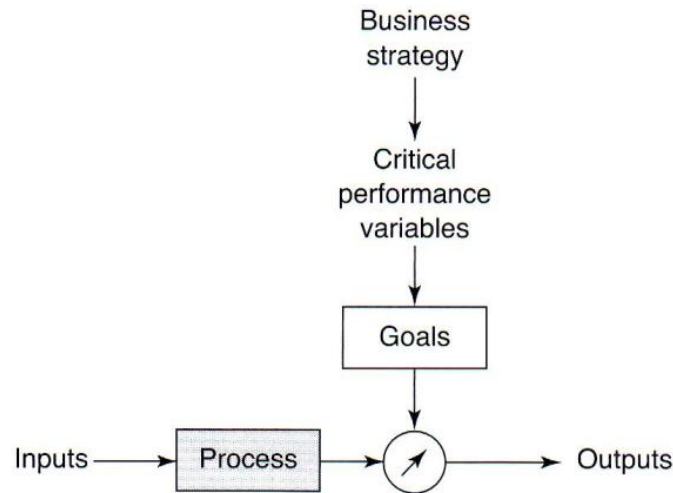 Business
strategy
Critical
performance
variables
Goals
Inputs
Process
Outputs